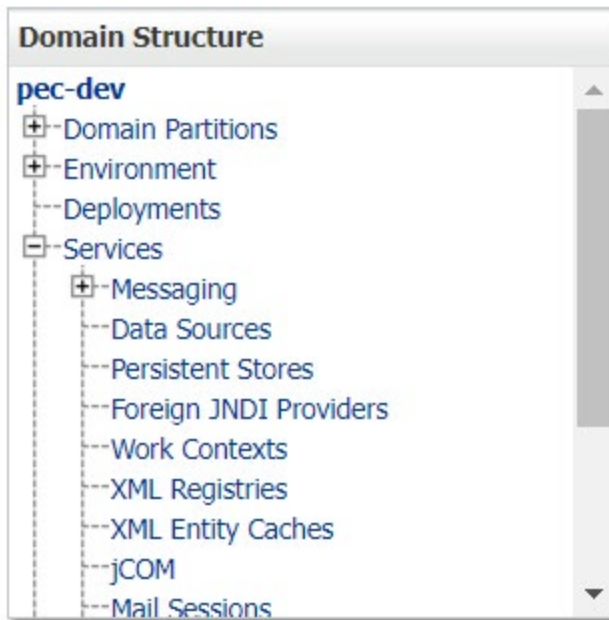 Domain Structure
pec-dev
Domain Partitions
Environment
Deployments
Services
Messaging
Data Sources
Persistent Stores
Foreign JNDI Providers
Work Contexts
XML Registries
XML Entity Caches
jCOM
Mail Sessions